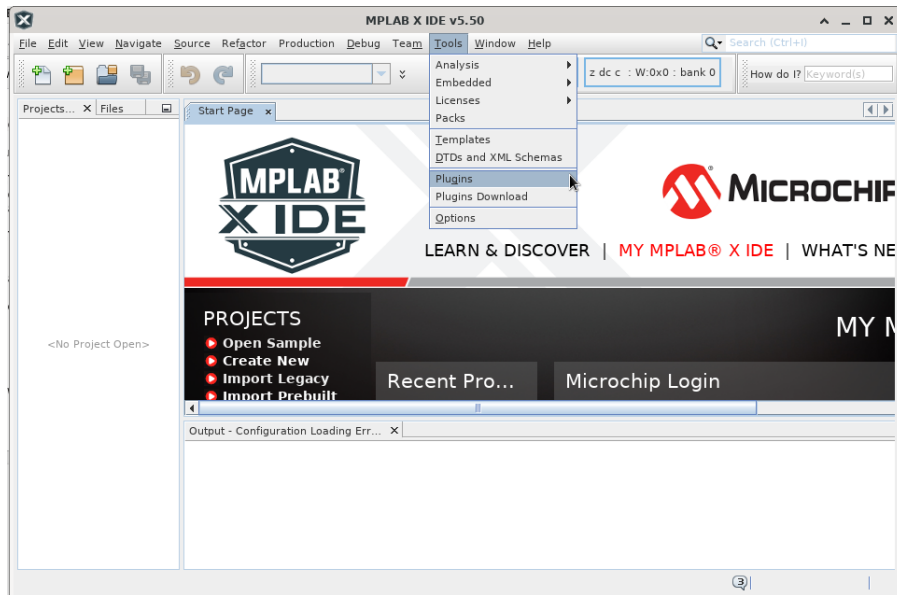 MPLAB X IDE v5.50
File Edit View Navigate Source Refactor Production Debug Team Tools Window Help
Search (Ctrl+I)
z dc c : W:0x0 : bank 0
How do I? Keyword(s)
Projects... X Files
Start Page x
Analysis
Embedded
Licenses
Packs
Templates
DTDs and XML Schemas
Plugins
Plugins Download
Options
MPLAB®
X IDE
MICROCHIP
LEARN & DISCOVER | MY MPLAB® X IDE | WHAT'S NE
PROJECTS
Open Sample
Create New
Import Legacy
Import Prebuilt
MY M
Recent Pro...
Microchip Login
<No Project Open>
Output - Configuration Loading Err... X
3